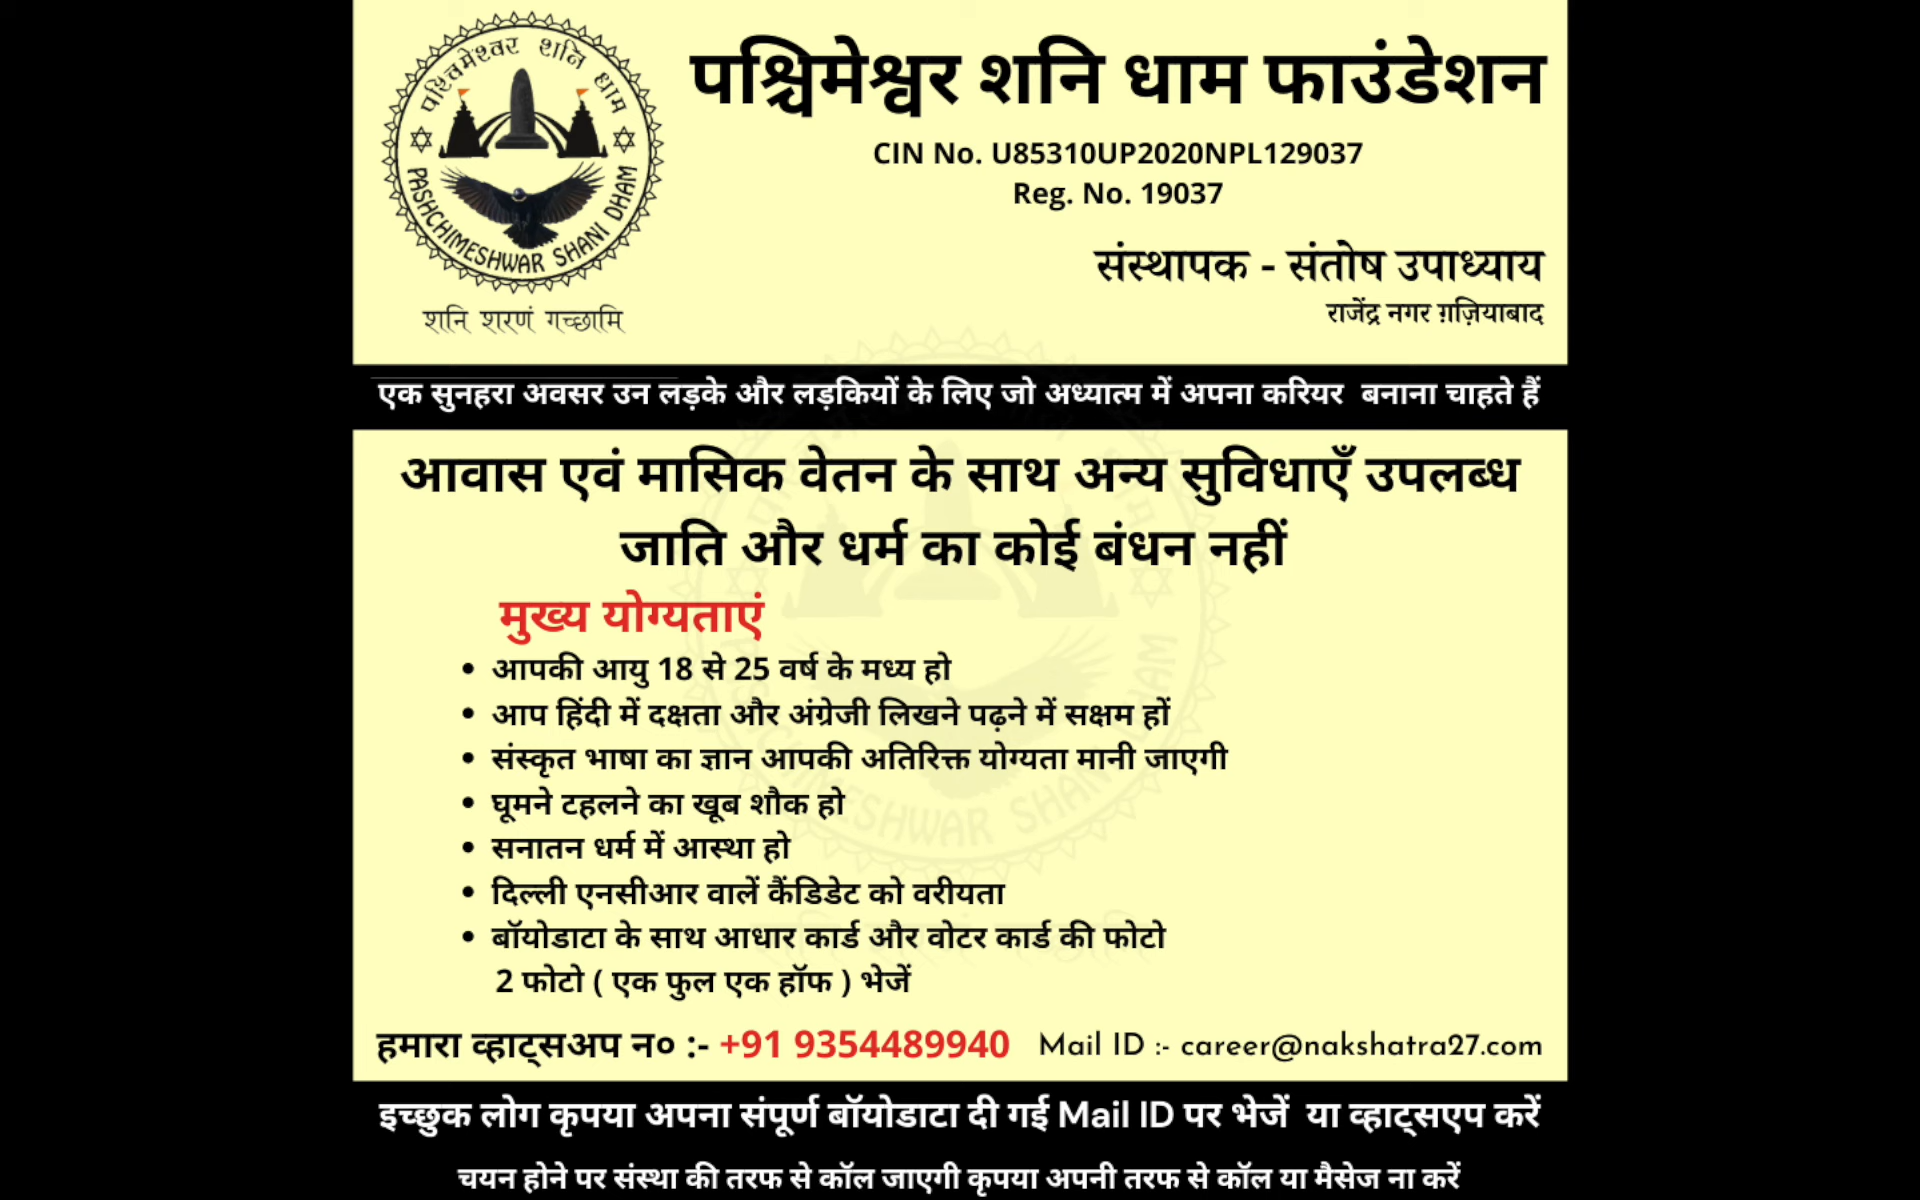 पश्चिमेश्वर शनि धाम
PASHCHIMESHWAR SHANI DHAM
शनि शरणं गच्छामि
पश्चिमेश्वर शनि धाम फाउंडेशन
CIN No. U85310UP2020NPL129037
Reg. No. 19037
संस्थापक - संतोष उपाध्याय
राजेंद्र नगर ग़ज़ियाबाद
एक सुनहरा अवसर उन लड़के और लड़कियों के लिए जो अध्यात्म में अपना करियर बनाना चाहते हैं
आवास एवं मासिक वेतन के साथ अन्य सुविधाएँ उपलब्ध
जाति और धर्म का कोई बंधन नहीं
मुख्य योग्यताएं
• आपकी आयु 18 से 25 वर्ष के मध्य हो
• आप हिंदी में दक्षता और अंग्रेजी लिखने पढ़ने में सक्षम हों
• संस्कृत भाषा का ज्ञान आपकी अतिरिक्त योग्यता मानी जाएगी
• घूमने टहलने का खूब शौक हो
• सनातन धर्म में आस्था हो
• दिल्ली एनसीआर वालें कैंडिडेट को वरीयता
• बॉयोडाटा के साथ आधार कार्ड और वोटर कार्ड की फोटो
2 फोटो ( एक फुल एक हॉफ ) भेजें
हमारा व्हाट्सअप न० :- +91 9354489940 Mail ID :- career@nakshatra27.com
इच्छुक लोग कृपया अपना संपूर्ण बॉयोडाटा दी गई Mail ID पर भेजें या व्हाट्सएप करें
चयन होने पर संस्था की तरफ से कॉल जाएगी कृपया अपनी तरफ से कॉल या मैसेज ना करें